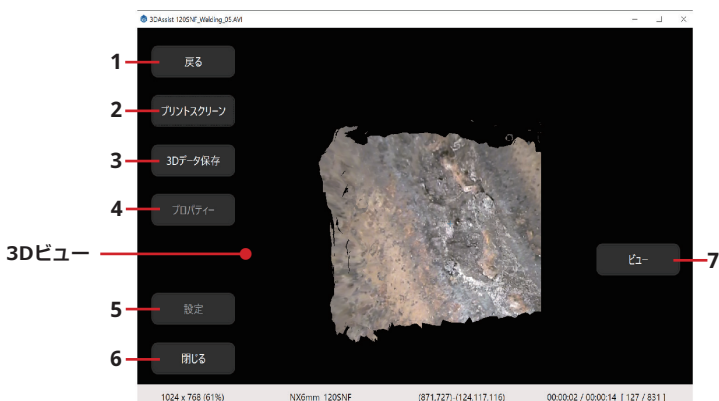 3DAssist 120SNF_Walding_05.AVI
1 戻る
2 プリントスクリーン
3 3Dデータ保存
4 プロパティー
3Dビュー
ビュー 7
5 設定
6 閉じる
1024 x 768 (61%) NX6mm 120SNF (871,727)-(124,117,116) 00:00:02 / 00:00:14 [ 127 / 831 ]